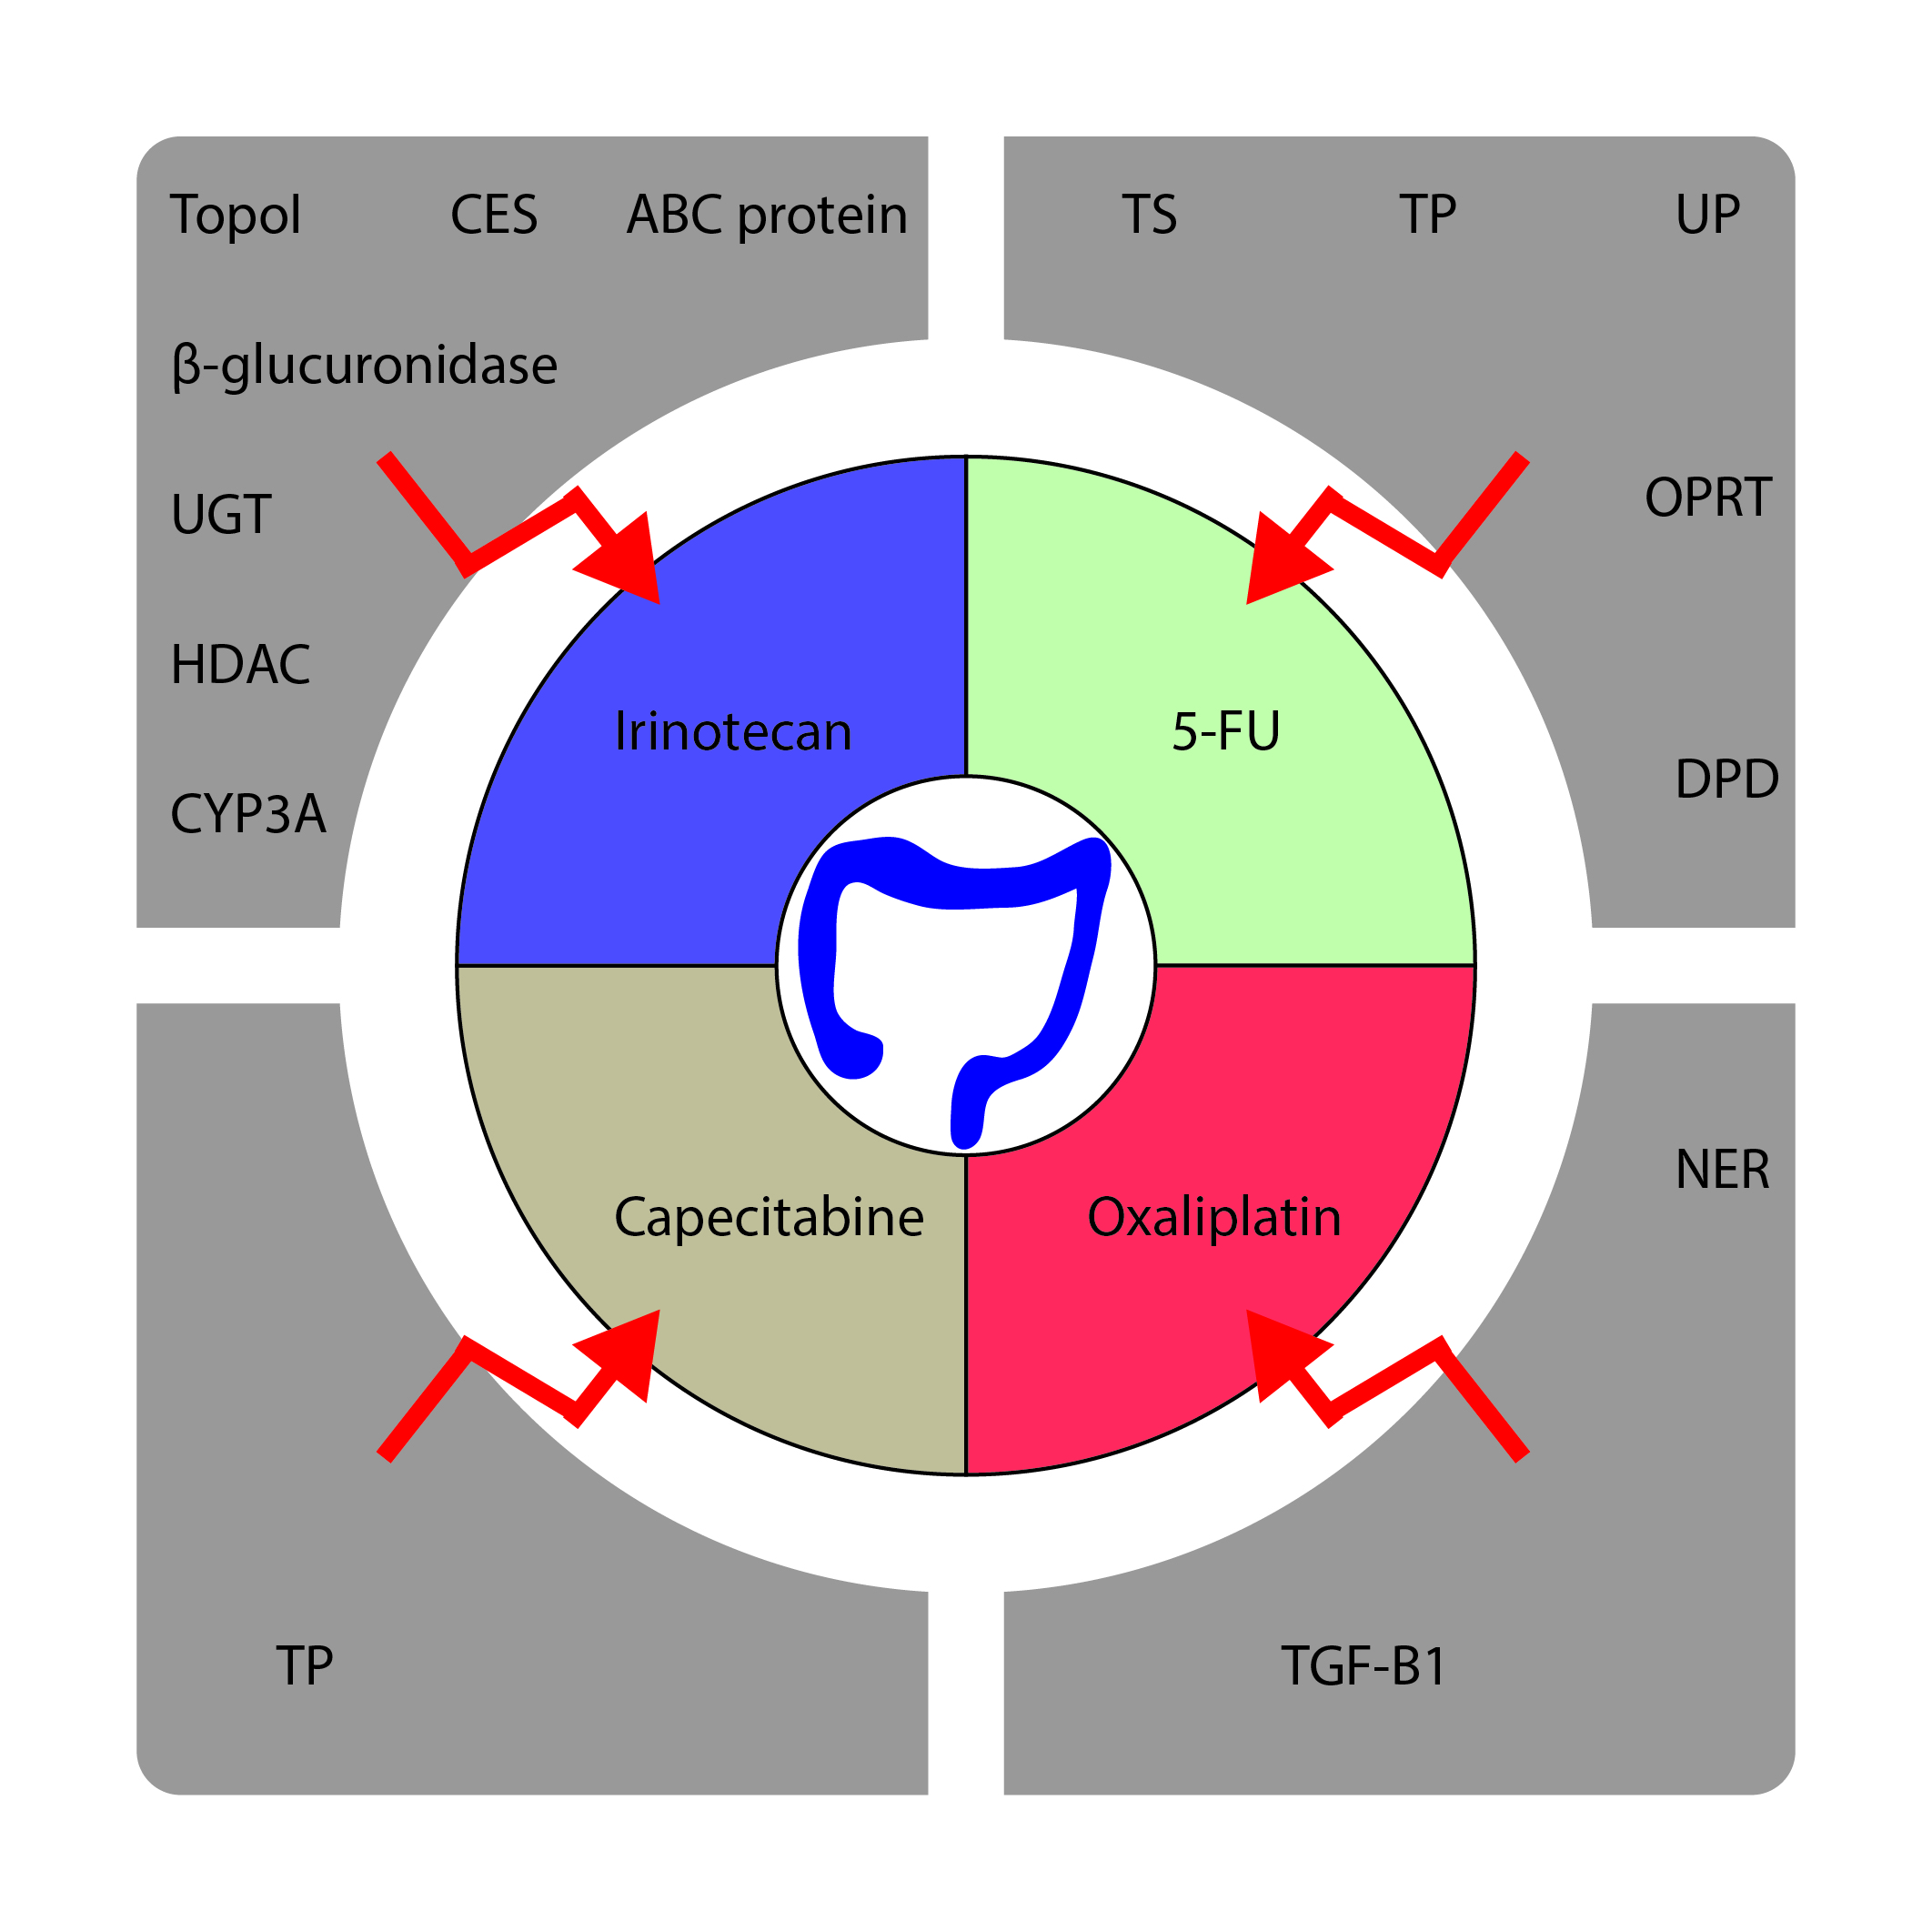 TopoI
CES
ABC protein
β-glucuronidase
UGT
HDAC
CYP3A
TS
TP
UP
OPRT
DPD
Irinotecan
5-FU
Capecitabine
Oxaliplatin
TP
NER
TGF-B1